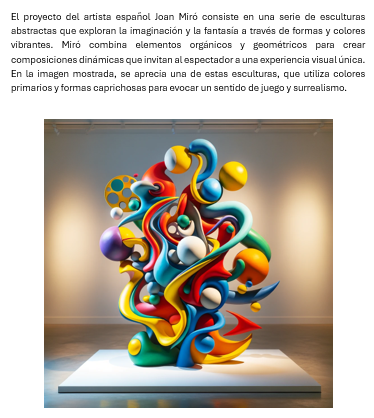 El proyecto del artista español Joan Miró consiste en una serie de esculturas
abstractas que exploran la imaginación y la fantasía a través de formas y colores
vibrantes. Miró combina elementos orgánicos y geométricos para crear
composiciones dinámicas que invitan al espectador a una experiencia visual única.
En la imagen mostrada, se aprecia una de estas esculturas, que utiliza colores
primarios y formas caprichosas para evocar un sentido de juego y surrealismo.